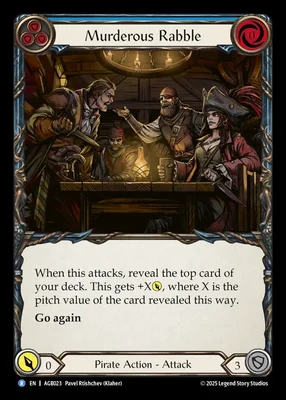 Murderous Rabble
When this attacks, reveal the top card of
your deck. This gets +X, where X is the
pitch value of the card revealed this way.
Go again
0
Pirate Action - Attack
3
R EN | AGB023 Pavel Rtishchev (Klaher) ©2025 Legend Story Studios